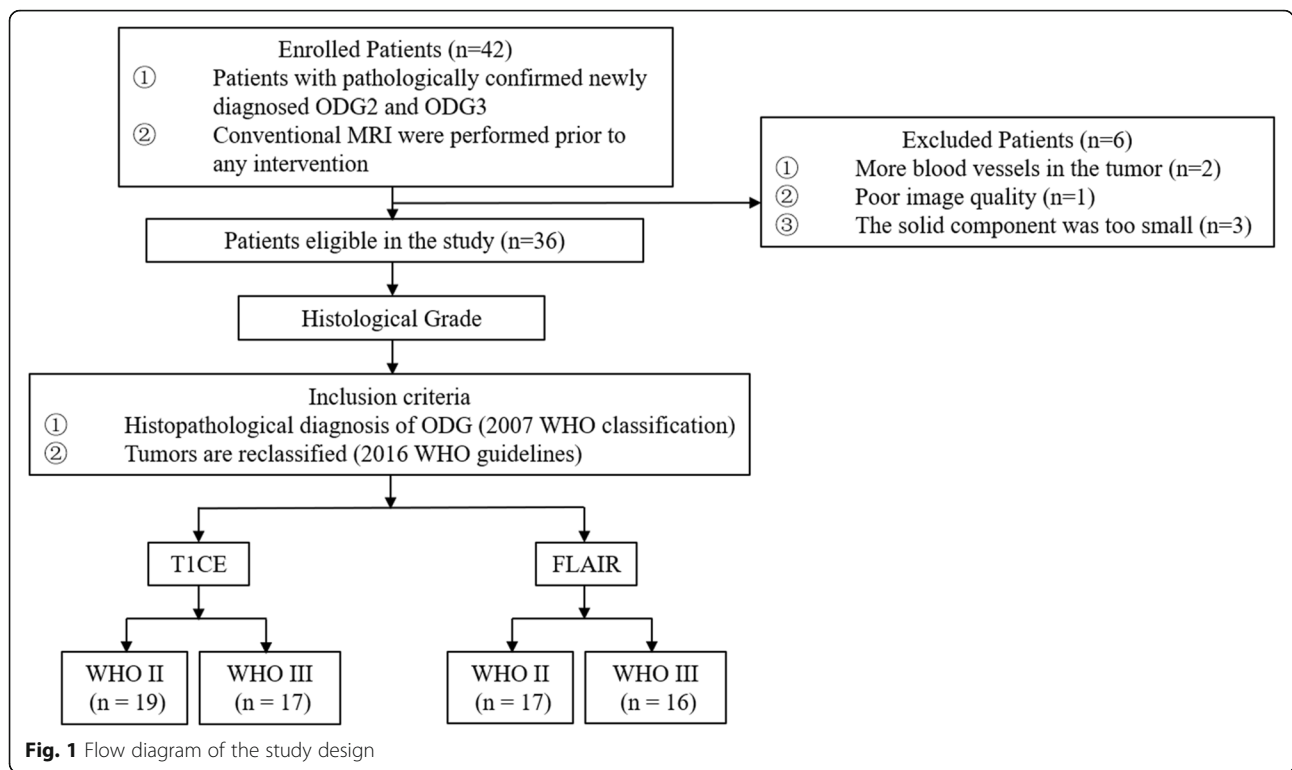 Enrolled Patients (n=42)
① Patients with pathologically confirmed newly
diagnosed ODG2 and ODG3
② Conventional MRI were performed prior to
any intervention
Excluded Patients (n=6)
① More blood vessels in the tumor (n=2)
② Poor image quality (n=1)
③ The solid component was too small (n=3)
Patients eligible in the study (n=36)
Histological Grade
Inclusion criteria
① Histopathological diagnosis of ODG (2007 WHO classification)
② Tumors are reclassified (2016 WHO guidelines)
T1CE
FLAIR
WHO II
(n = 19)
WHO III
(n = 17)
WHO II
(n = 17)
WHO III
(n = 16)
Fig. 1 Flow diagram of the study design